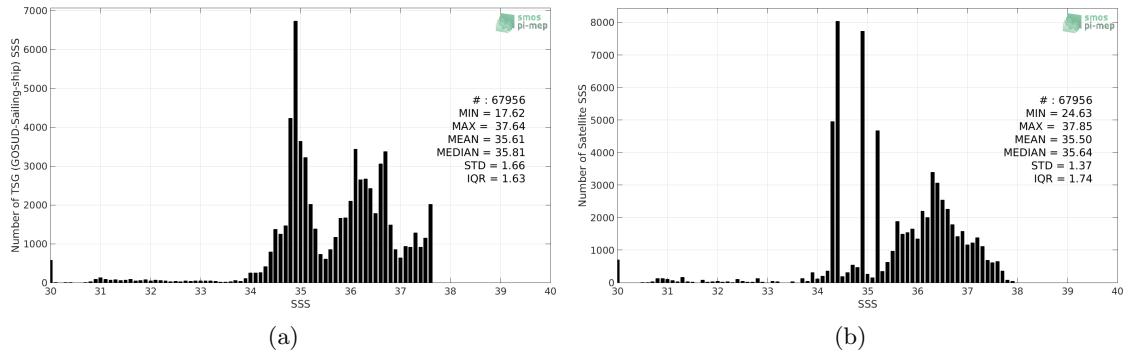 7000
6000
5000
4000
3000
2000
1000
0
Number of TSG (GOSUD-Sailing-ship) SSS
smos
pi-mep
# : 67956
MIN = 17.62
MAX = 37.64
MEAN = 35.61
MEDIAN = 35.81
STD = 1.66
IQR = 1.63
30 31 32 33 34 35 36 37 38 39 40
SSS
(a)
8000
7000
6000
5000
4000
3000
2000
1000
0
Number of Satellite SSS
smos
pi-mep
# : 67956
MIN = 24.63
MAX = 37.85
MEAN = 35.50
MEDIAN = 35.64
STD = 1.37
IQR = 1.74
30 31 32 33 34 35 36 37 38 39 40
SSS
(b)